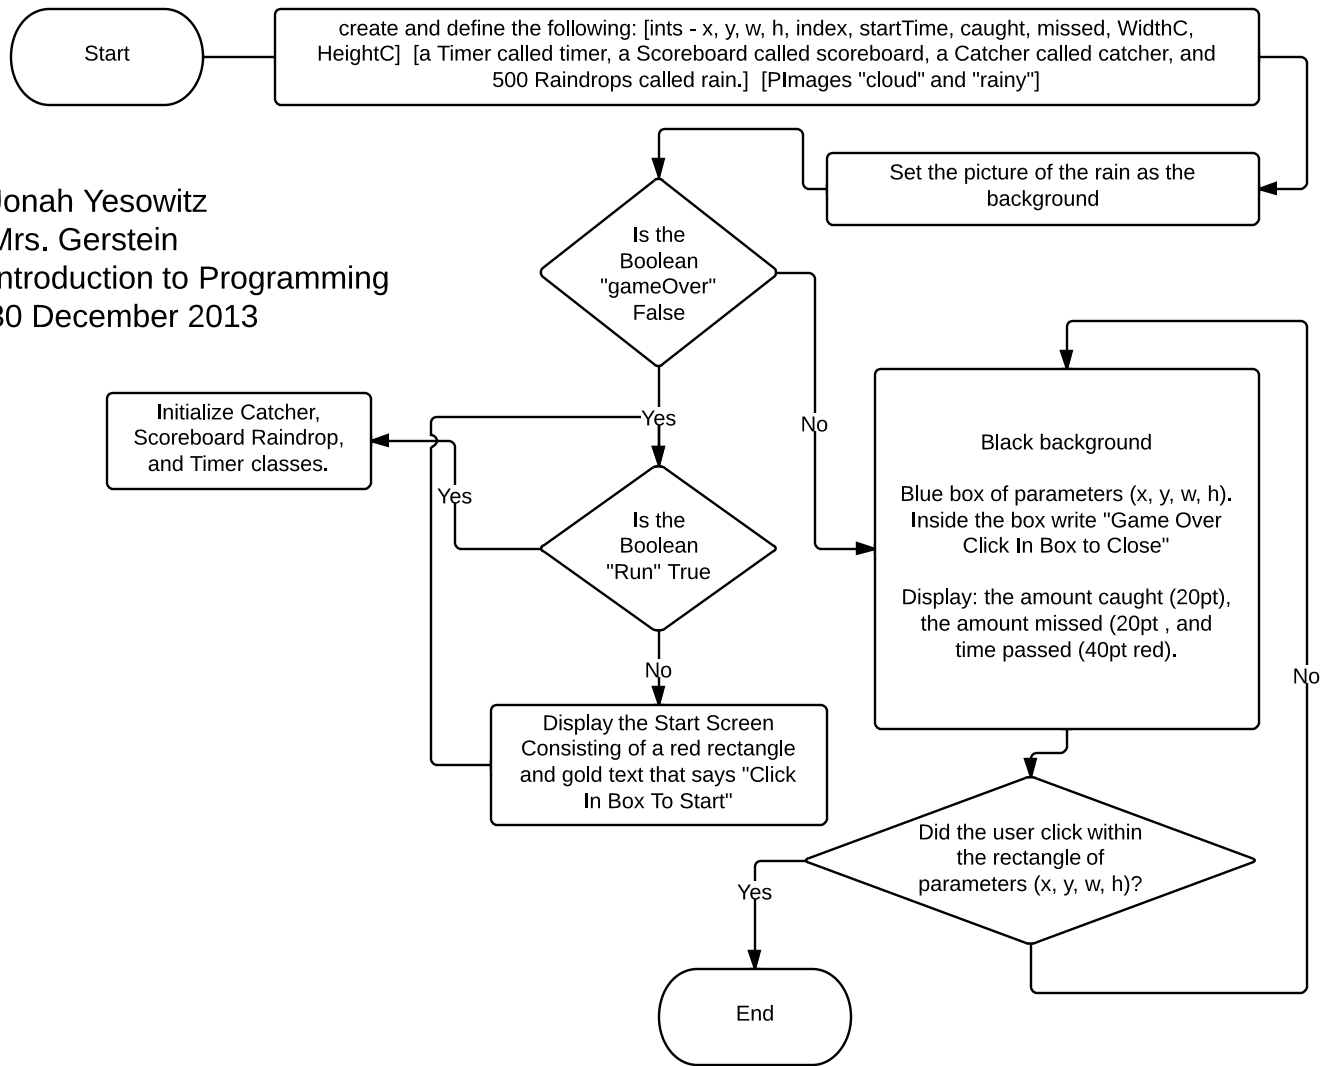 Start
create and define the following: [ints - x, y, w, h, index, startTime, caught, missed, WidthC,
HeightC]  [a Timer called timer, a Scoreboard called scoreboard, a Catcher called catcher, and
500 Raindrops called rain.]  [PImages "cloud" and "rainy"]
Set the picture of the rain as the
background
Jonah Yesowitz
Mrs. Gerstein
Introduction to Programming
30 December 2013
Is the
Boolean
"gameOver"
False
Yes
No
Initialize Catcher,
Scoreboard Raindrop,
and Timer classes.
Yes
Is the
Boolean
"Run" True
No
Display the Start Screen
Consisting of a red rectangle
and gold text that says "Click
In Box To Start"
Black background
Blue box of parameters (x, y, w, h).
Inside the box write "Game Over
Click In Box to Close"
Display: the amount caught (20pt),
the amount missed (20pt , and
time passed (40pt red).
No
Did the user click within
the rectangle of
parameters (x, y, w, h)?
Yes
End